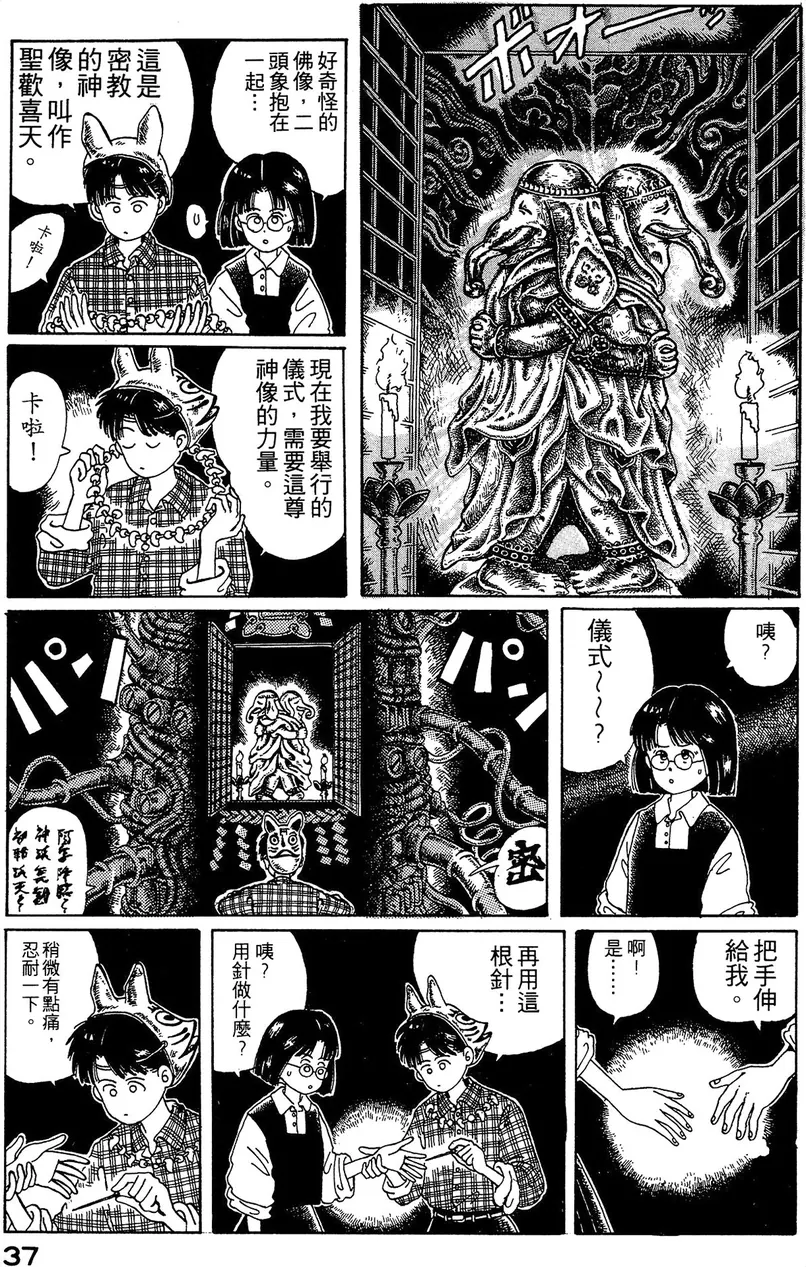 ボオーッ
好奇怪的
佛像，二
頭象抱在
一起…
這是
密教
的神
像，叫作
聖歡喜天。
卡啦！
現在我要舉行的
儀式，需要這尊
神像的力量。
卡啦！
咦？
儀式～～？
パン
パン
密
把手伸
給我。
啊！
是……
再用這
根針…
咦？
用針做什麼？
稍微有點痛，
忍耐一下。
37